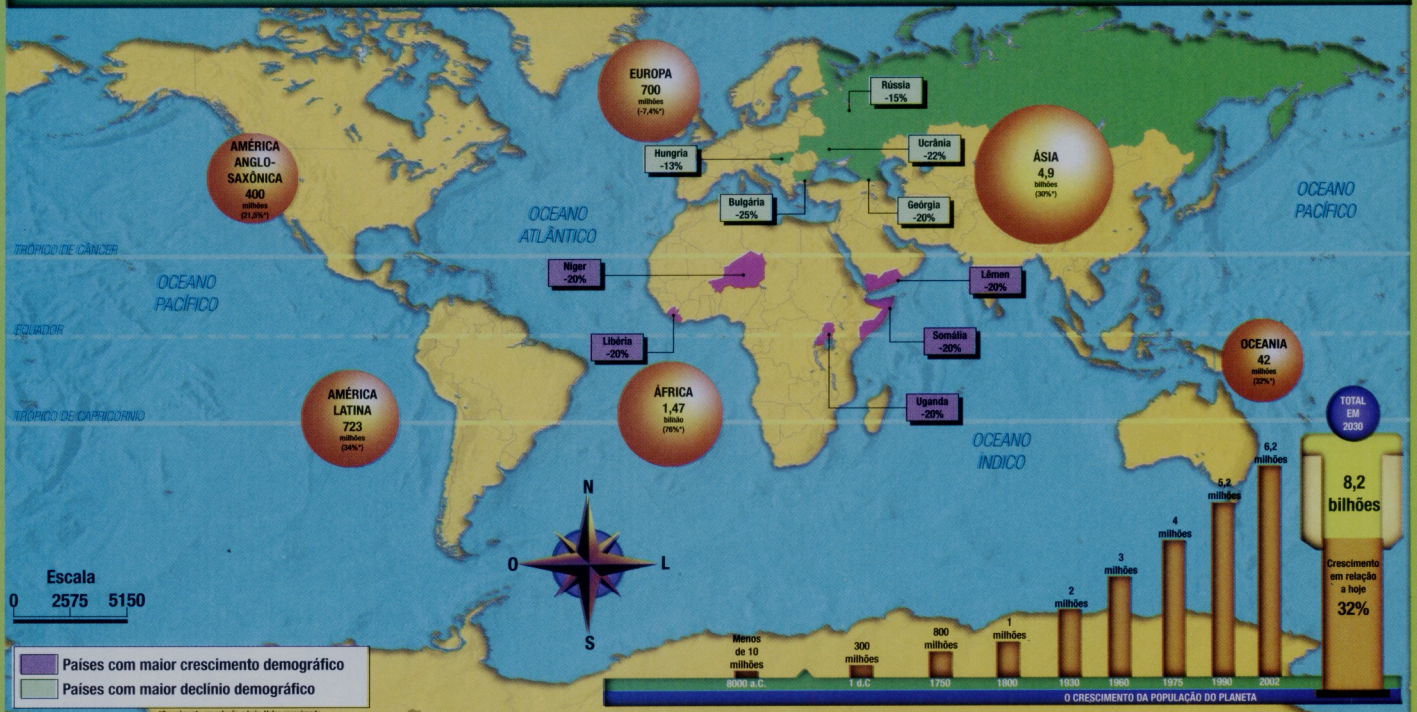 EUROPA
700
milhões
(-7,4%*)
Rússia
-15%
AMÉRICA
ANGLO-
SAXÔNICA
400
milhões
(21,5%*)
Hungria
-13%
Ucrânia
-22%
ÁSIA
4,9
bilhões
(30%*)
Bulgária
-25%
Geórgia
-20%
OCEANO
PACÍFICO
OCEANO
ATLÂNTICO
TRÓPICO DE CÂNCER
OCEANO
PACÍFICO
Níger
-20%
Lêmen
-20%
EQUADOR
Libéria
-20%
Somália
-20%
OCEANIA
42
milhões
(32%*)
AMÉRICA
LATINA
723
milhões
(34%*)
ÁFRICA
1,47
bilhão
(76%*)
Uganda
-20%
TRÓPICO DE CAPRICÓRNIO
OCEANO
ÍNDICO
TOTAL
EM
2030
8,2
bilhões
Crescimento
em relação
a hoje
32%
N
O
L
S
Escala
0 2575 5150
Países com maior crescimento demográfico
Países com maior declínio demográfico
Menos
de 10
milhões
300
milhões
800
milhões
1
milhões
2
milhões
3
milhões
4
milhões
5,2
milhões
6,2
milhões
8000 a.C. 1 d.C 1750 1800 1930 1960 1975 1990 2002
O CRESCIMENTO DA POPULAÇÃO DO PLANETA